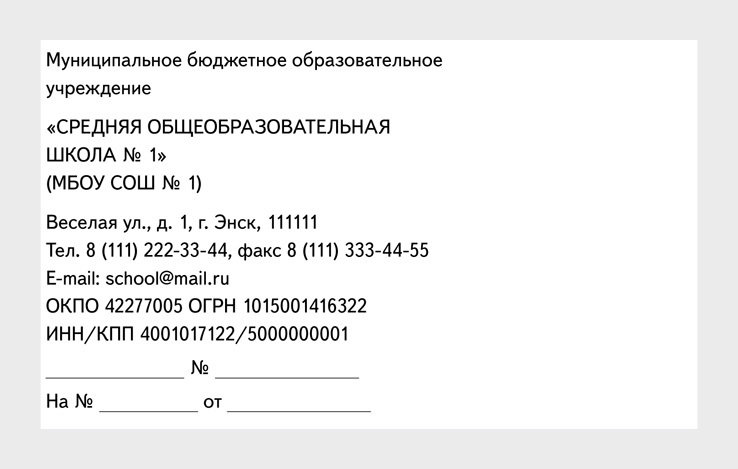 Муниципальное бюджетное образовательное
учреждение
«СРЕДНЯЯ ОБЩЕОБРАЗОВАТЕЛЬНАЯ
ШКОЛА № 1»
(МБОУ СОШ № 1)
Веселая ул., д. 1, г. Энск, 111111
Тел. 8 (111) 222-33-44, факс 8 (111) 333-44-55
E-mail: school@mail.ru
ОКПО 42277005 ОГРН 1015001416322
ИНН/КПП 4001017122/5000000001
______________ № ______________
На № __________ от ______________